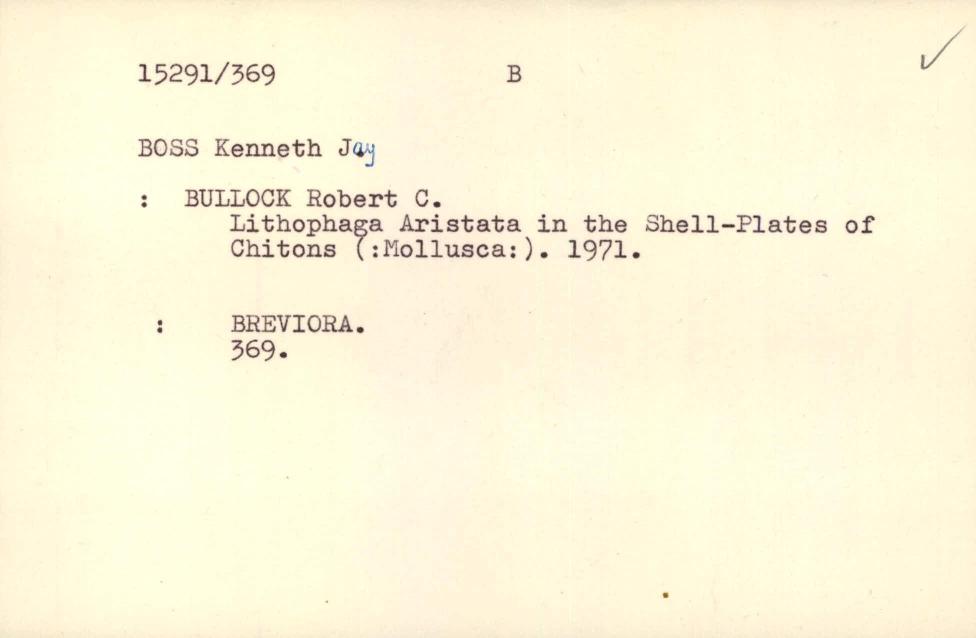 15291/369 B
BOSS Kenneth Jay
: BULLOCK Robert C.
Lithophaga Aristata in the Shell-Plates of
Chitons (:Mollusca:). 1971.
: BREVIORA.
369.